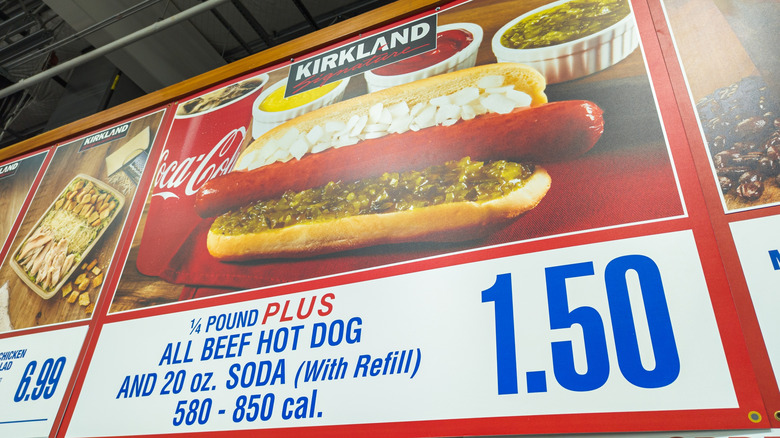 KIRKLAND
Signature
KIRKLAND
Coca-Cola
¼ POUND PLUS
ALL BEEF HOT DOG
AND 20 oz. SODA (With Refill)
580 - 850 cal.
1.50
CHICKEN
6.99